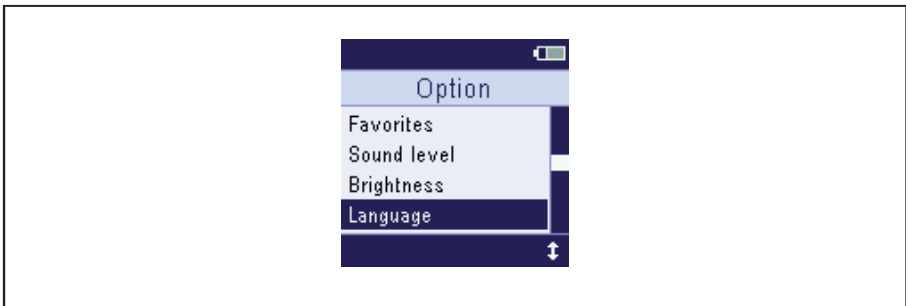 Option
Favorites
Sound level
Brightness
Language